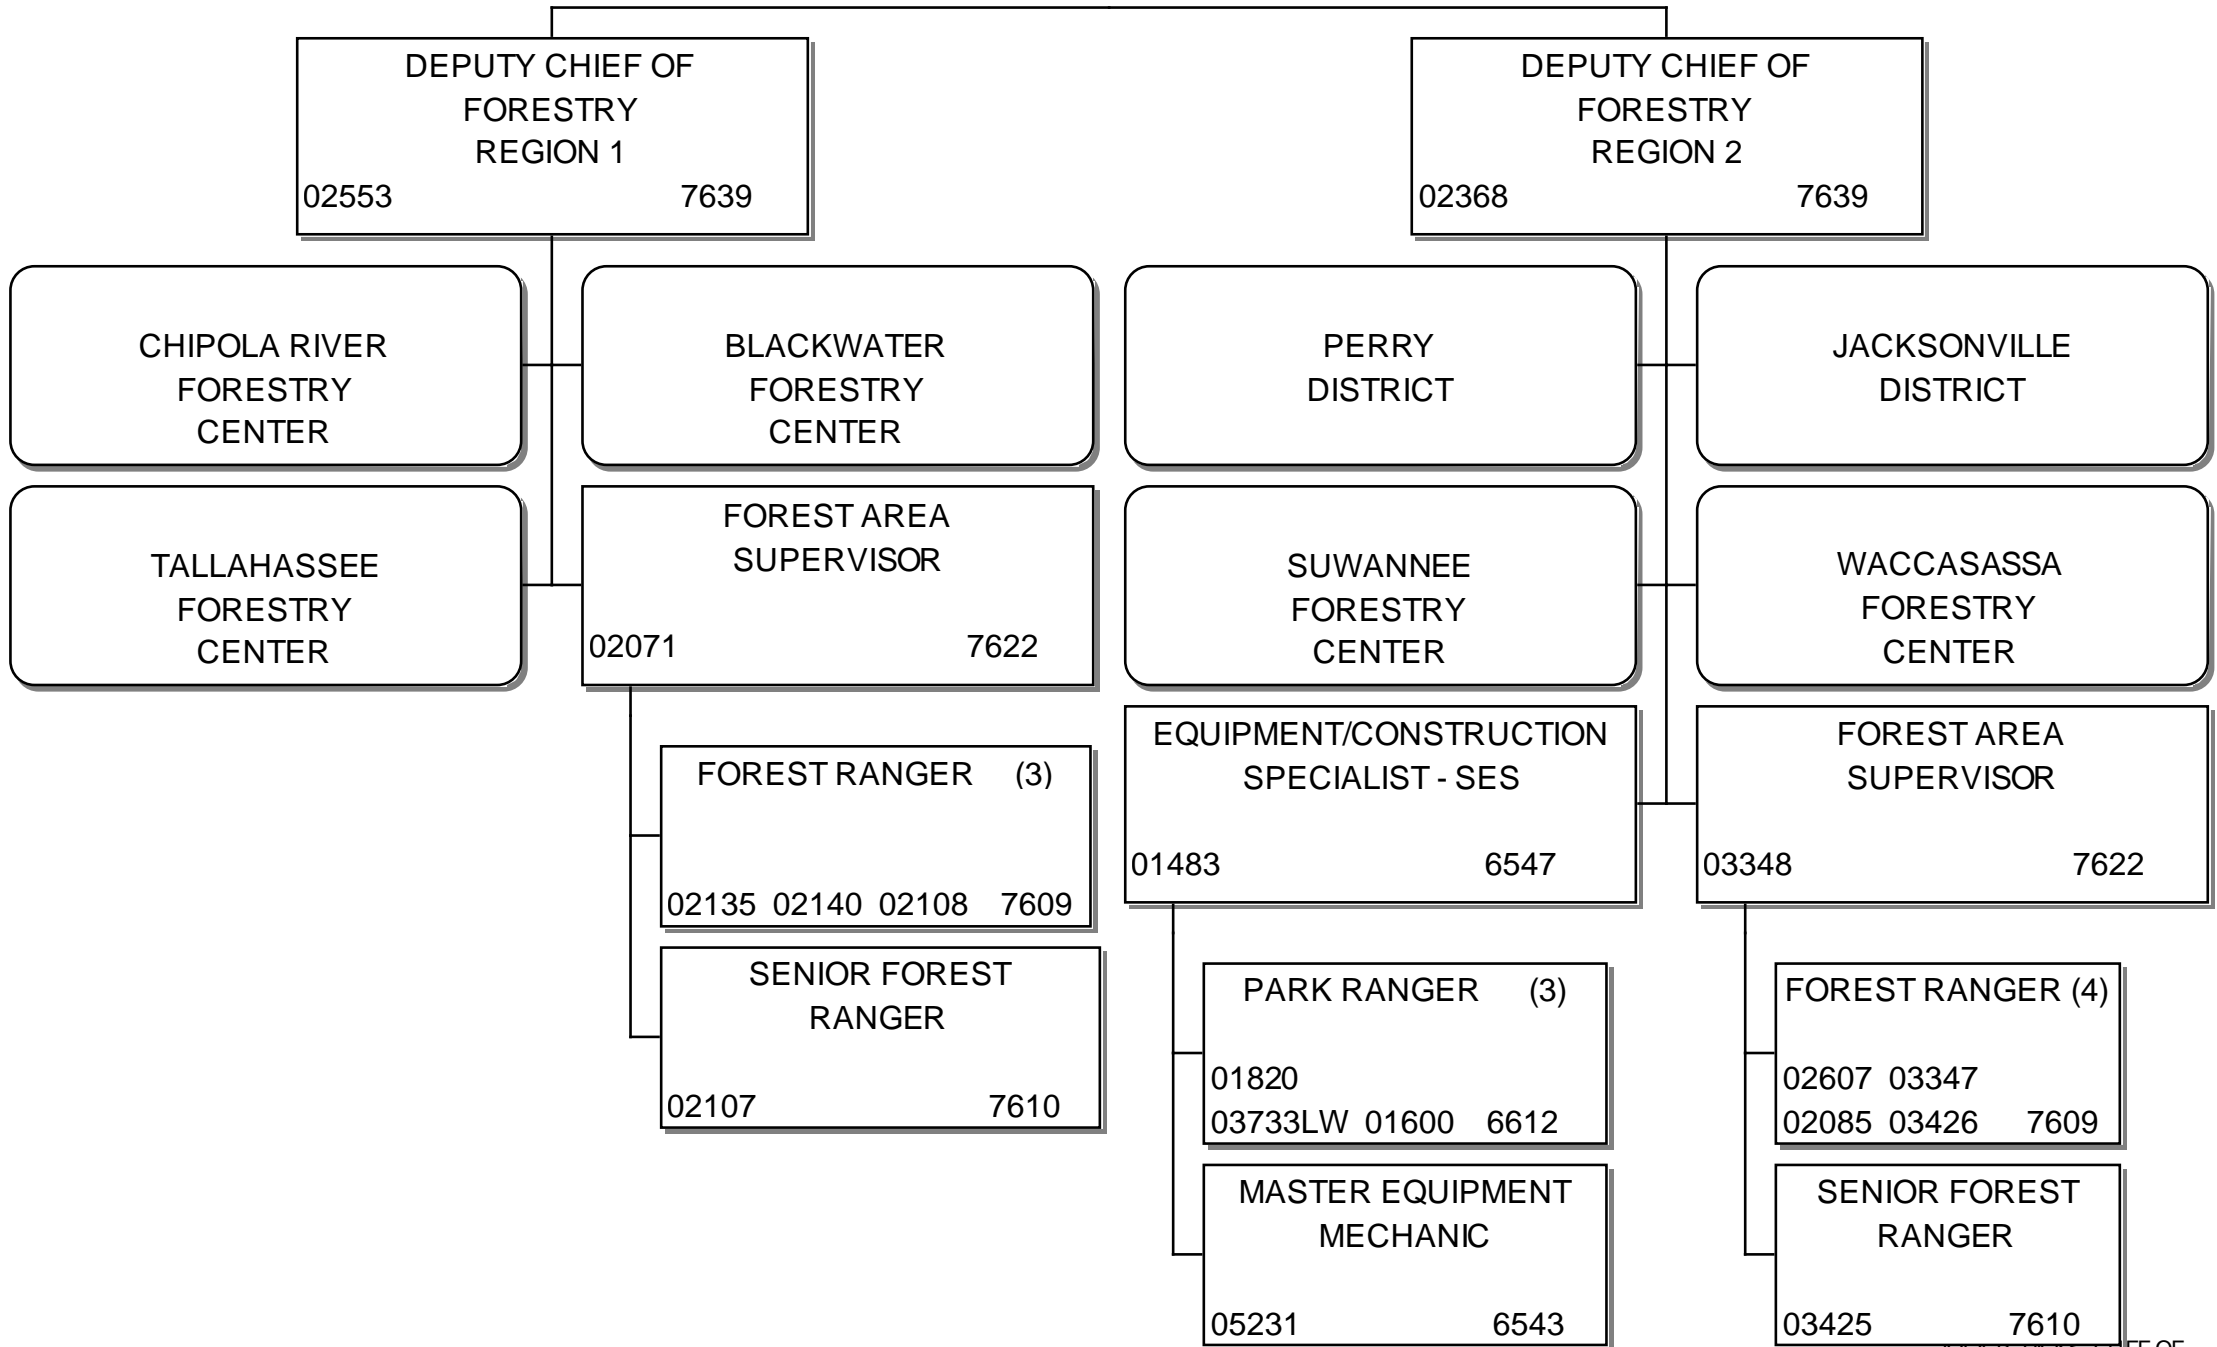 DEPUTY CHIEF OF
FORESTRY
REGION 1
02553 7639
DEPUTY CHIEF OF
FORESTRY
REGION 2
02368 7639
CHIPOLA RIVER
FORESTRY
CENTER
BLACKWATER
FORESTRY
CENTER
PERRY
DISTRICT
JACKSONVILLE
DISTRICT
TALLAHASSEE
FORESTRY
CENTER
FOREST AREA
SUPERVISOR
02071 7622
SUWANNEE
FORESTRY
CENTER
WACCASASSA
FORESTRY
CENTER
FOREST RANGER (3)
02135 02140 02108 7609
SENIOR FOREST
RANGER
02107 7610
EQUIPMENT/CONSTRUCTION
SPECIALIST - SES
01483 6547
FOREST AREA
SUPERVISOR
03348 7622
PARK RANGER (3)
01820
03733LW 01600 6612
MASTER EQUIPMENT
MECHANIC
05231 6543
FOREST RANGER (4)
02607 03347
02085 03426 7609
SENIOR FOREST
RANGER
03425 7610
OF